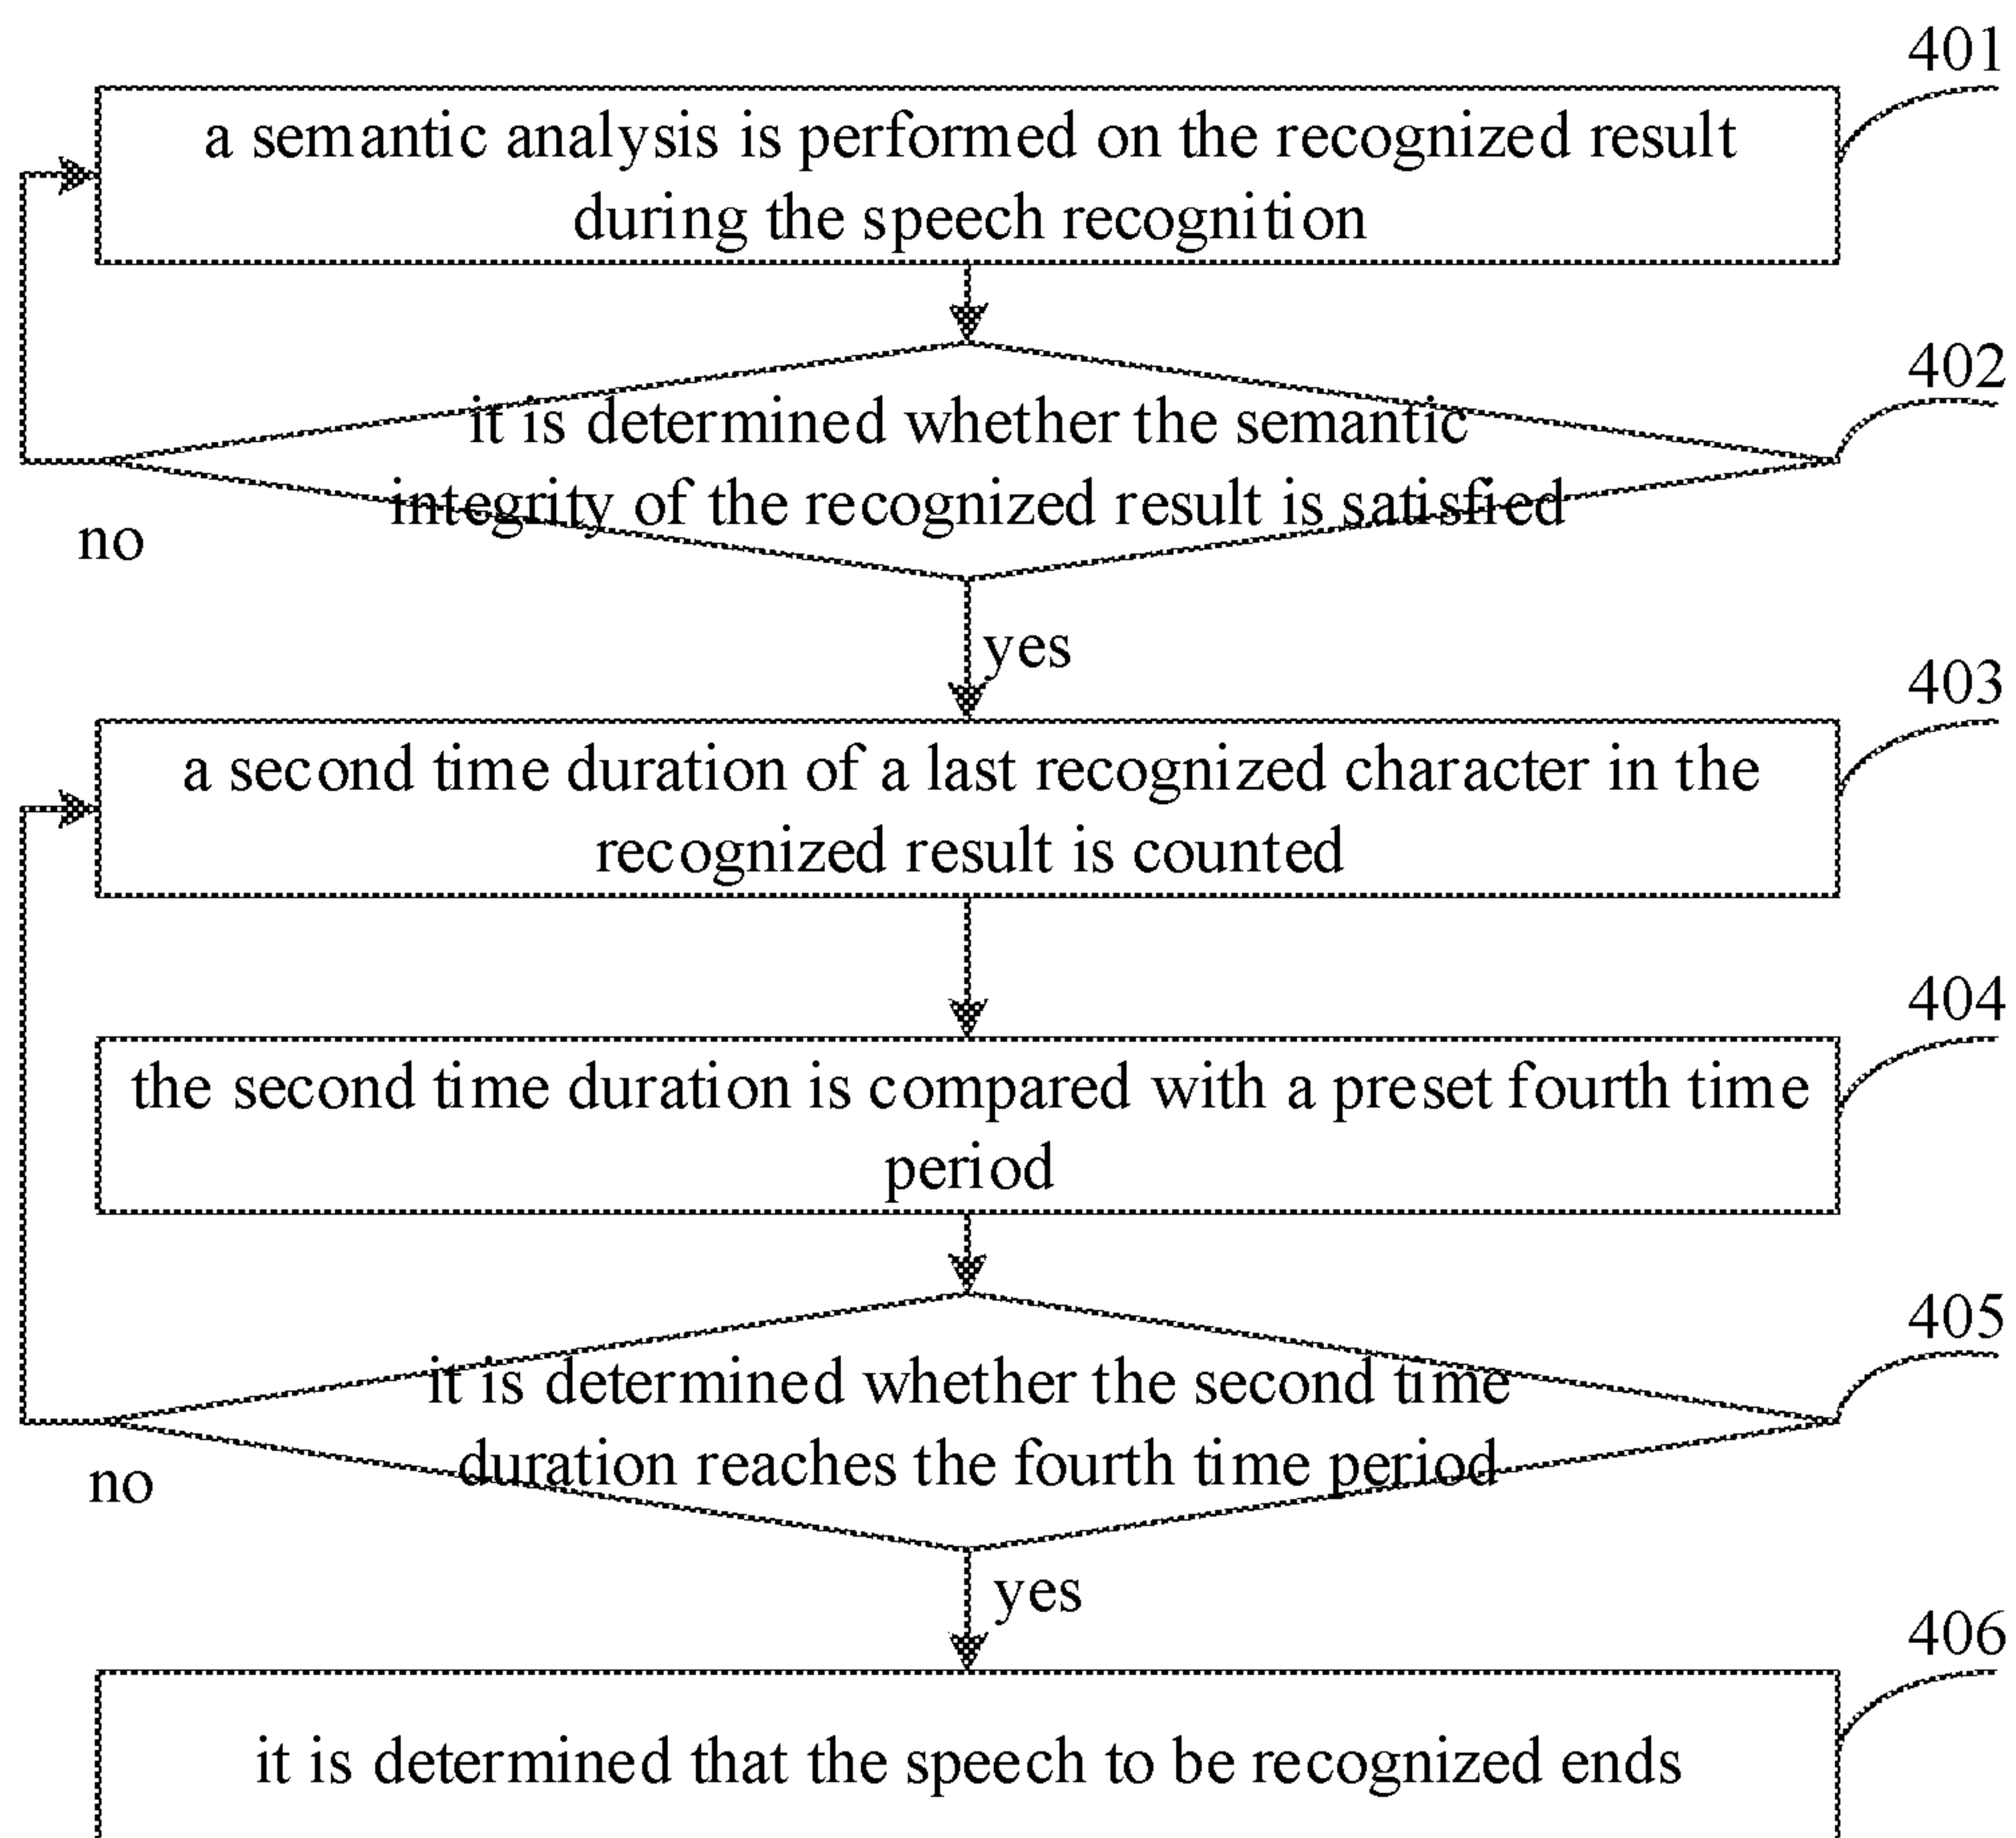 401
a semantic analysis is performed on the recognized result
during the speech recognition
402
it is determined whether the semantic
integrity of the recognized result is satisfied
no
yes
403
a second time duration of a last recognized character in the
recognized result is counted
404
the second time duration is compared with a preset fourth time
period
405
it is determined whether the second time
duration reaches the fourth time period
no
yes
406
it is determined that the speech to be recognized ends